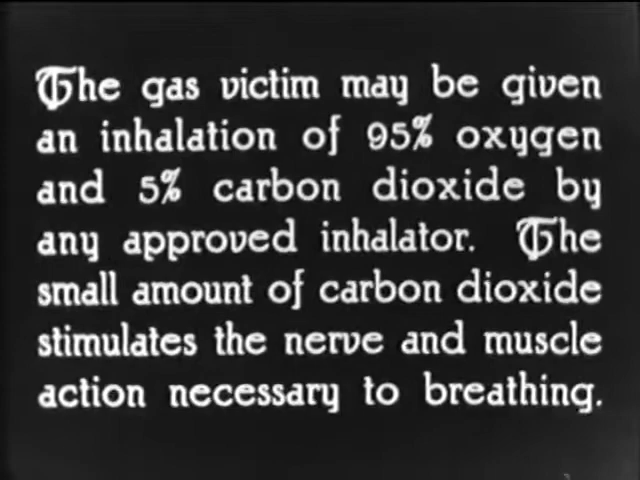 The gas victim may be given
an inhalation of 95% oxygen
and 5% carbon dioxide by
any approved inhalator. The
small amount of carbon dioxide
stimulates the nerve and muscle
action necessary to breathing.